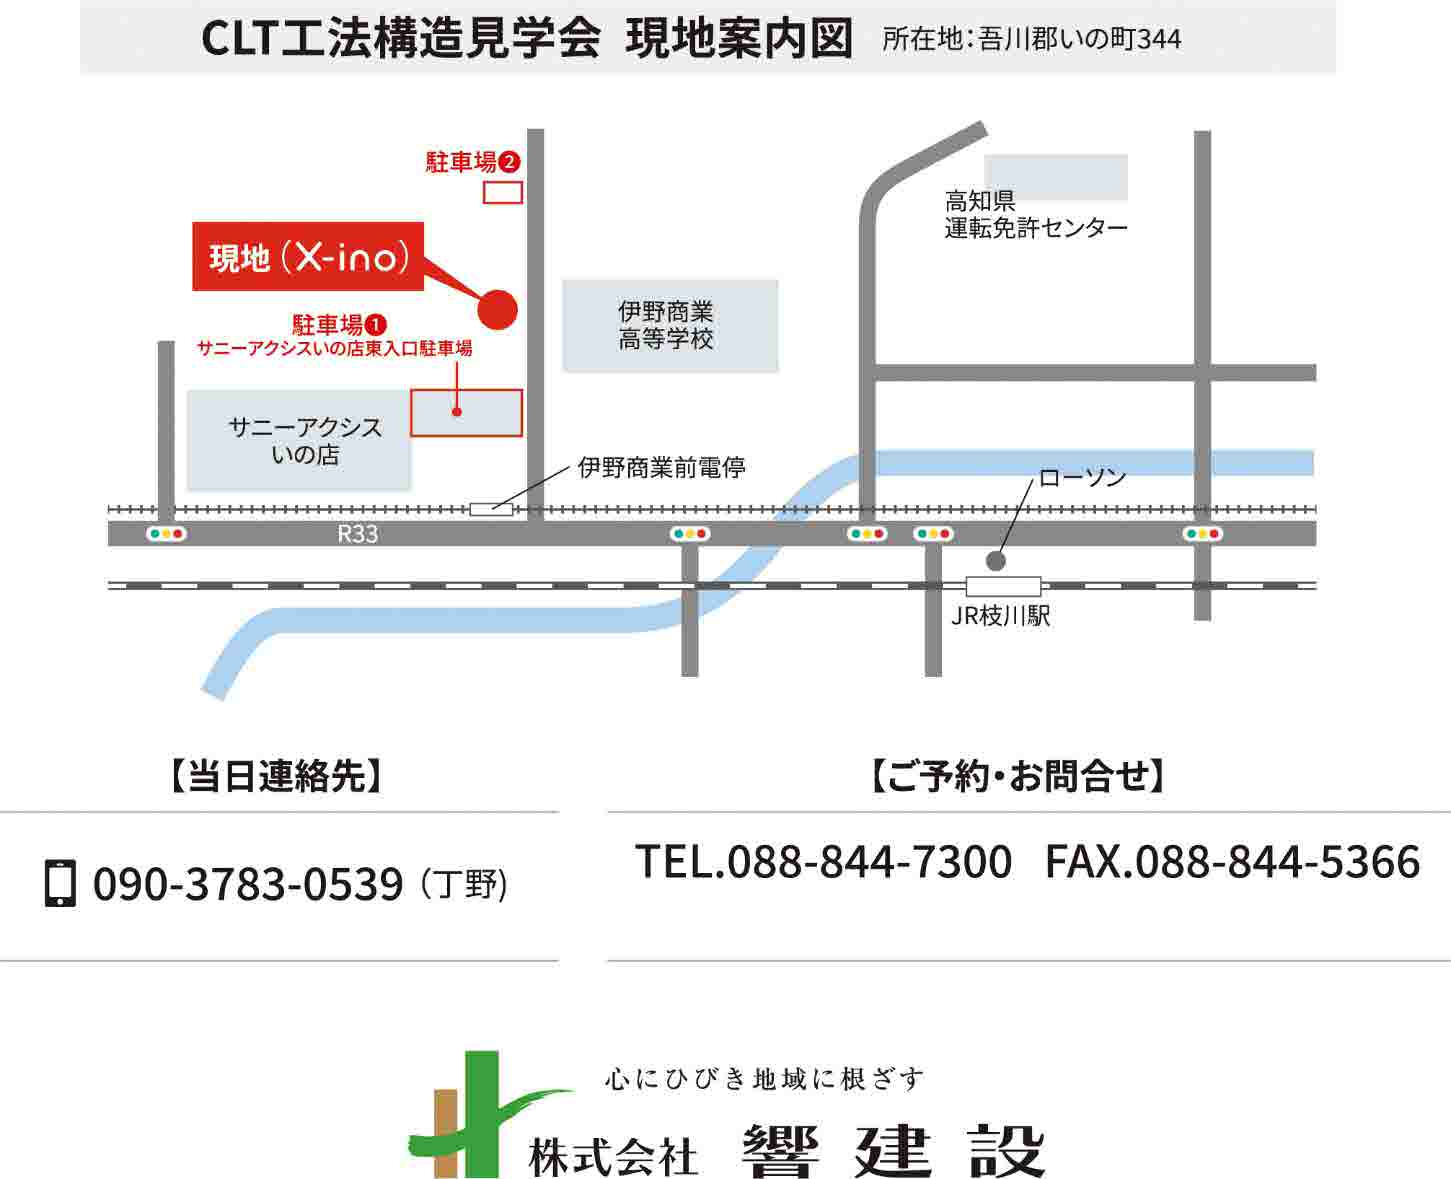 CLT工法構造見学会 現地案内図 所在地：吾川郡いの町344
駐車場❷
現地（X-ino）
駐車場❶
サニーアクシスいの店東入口駐車場
サニーアクシス
いの店
伊野商業
高等学校
高知県
運転免許センター
伊野商業前電停
ローソン
R33
JR枝川駅
【当日連絡先】
090-3783-0539（丁野）
【ご予約・お問合せ】
TEL.088-844-7300 FAX.088-844-5366
心にひびき地域に根ざす
株式会社 響建設